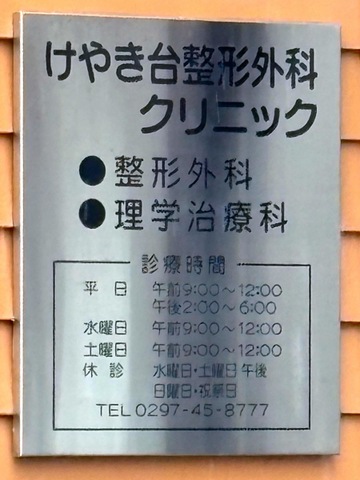 けやき台整形外科
クリニック
●整形外科
●理学治療科
診療時間
平日 午前9:00〜12:00
午後2:00〜6:00
水曜日 午前9:00〜12:00
土曜日 午前9:00〜12:00
休診 水曜日・土曜日午後
日曜日・祝祭日
TEL 0297-45-8777